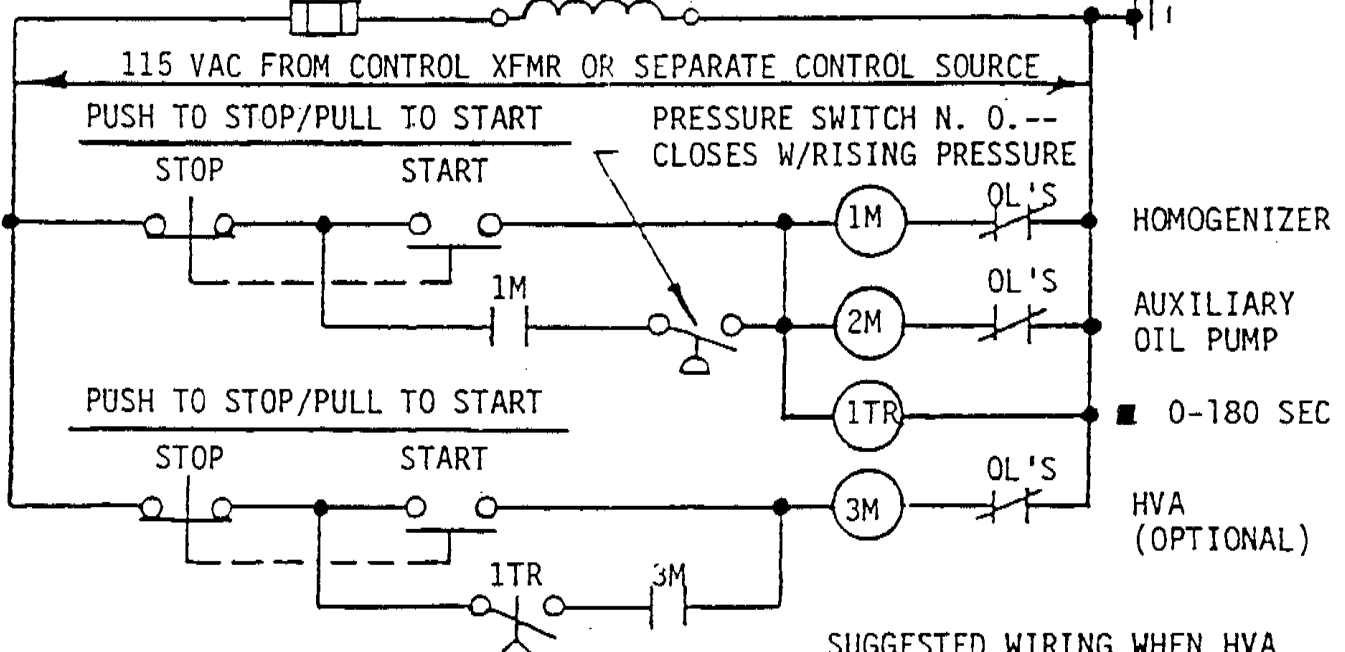 115 VAC FROM CONTROL XFMR OR SEPARATE CONTROL SOURCE
PUSH TO STOP/PULL TO START
PRESSURE SWITCH N. O.--
CLOSES W/RISING PRESSURE
STOP
START
1M
OL'S
HOMOGENIZER
1M
2M
OL'S
AUXILIARY
OIL PUMP
PUSH TO STOP/PULL TO START
1TR
0-180 SEC
STOP
START
3M
OL'S
HVA
(OPTIONAL)
1TR
3M
SUGGESTED WIRING WHEN HVA